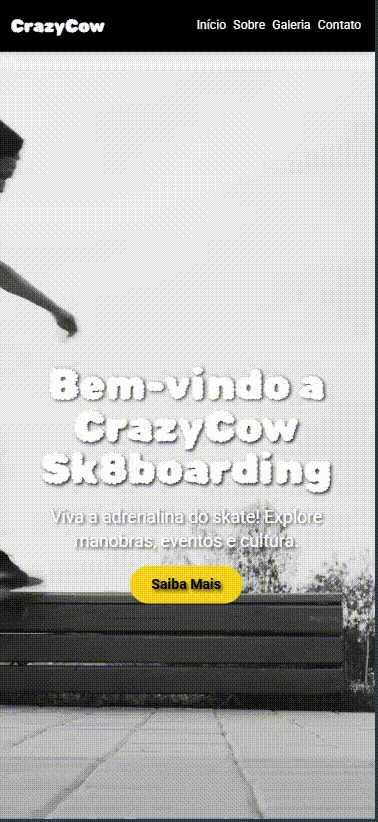 CrazyCow
Início Sobre Galeria Contato
Bem-vindo a
CrazyCow
Sk8boarding
Viva a adrenalina do skate! Explore
manobras, eventos e cultura.
Saiba Mais